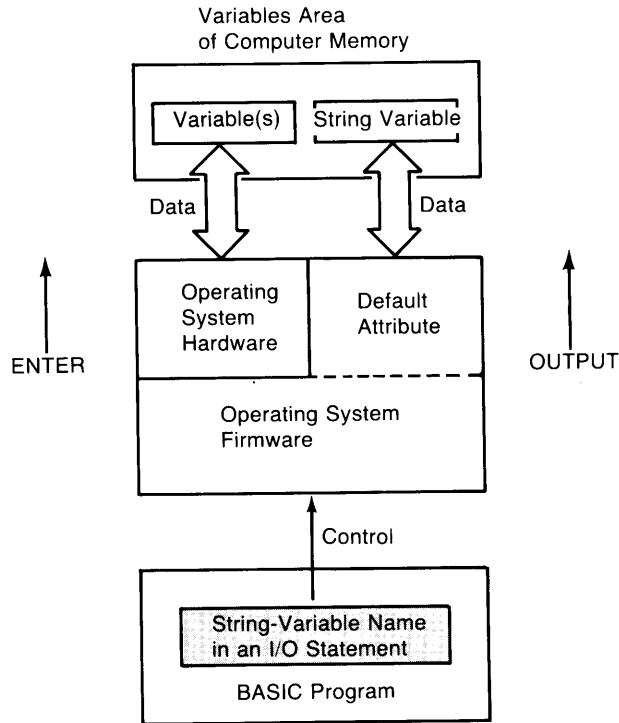 Variables Area
of Computer Memory
Variable(s)
String Variable
Data
Data
Operating
System
Hardware
Default
Attribute
ENTER
OUTPUT
Operating System
Firmware
Control
String-Variable Name
in an I/O Statement
BASIC Program